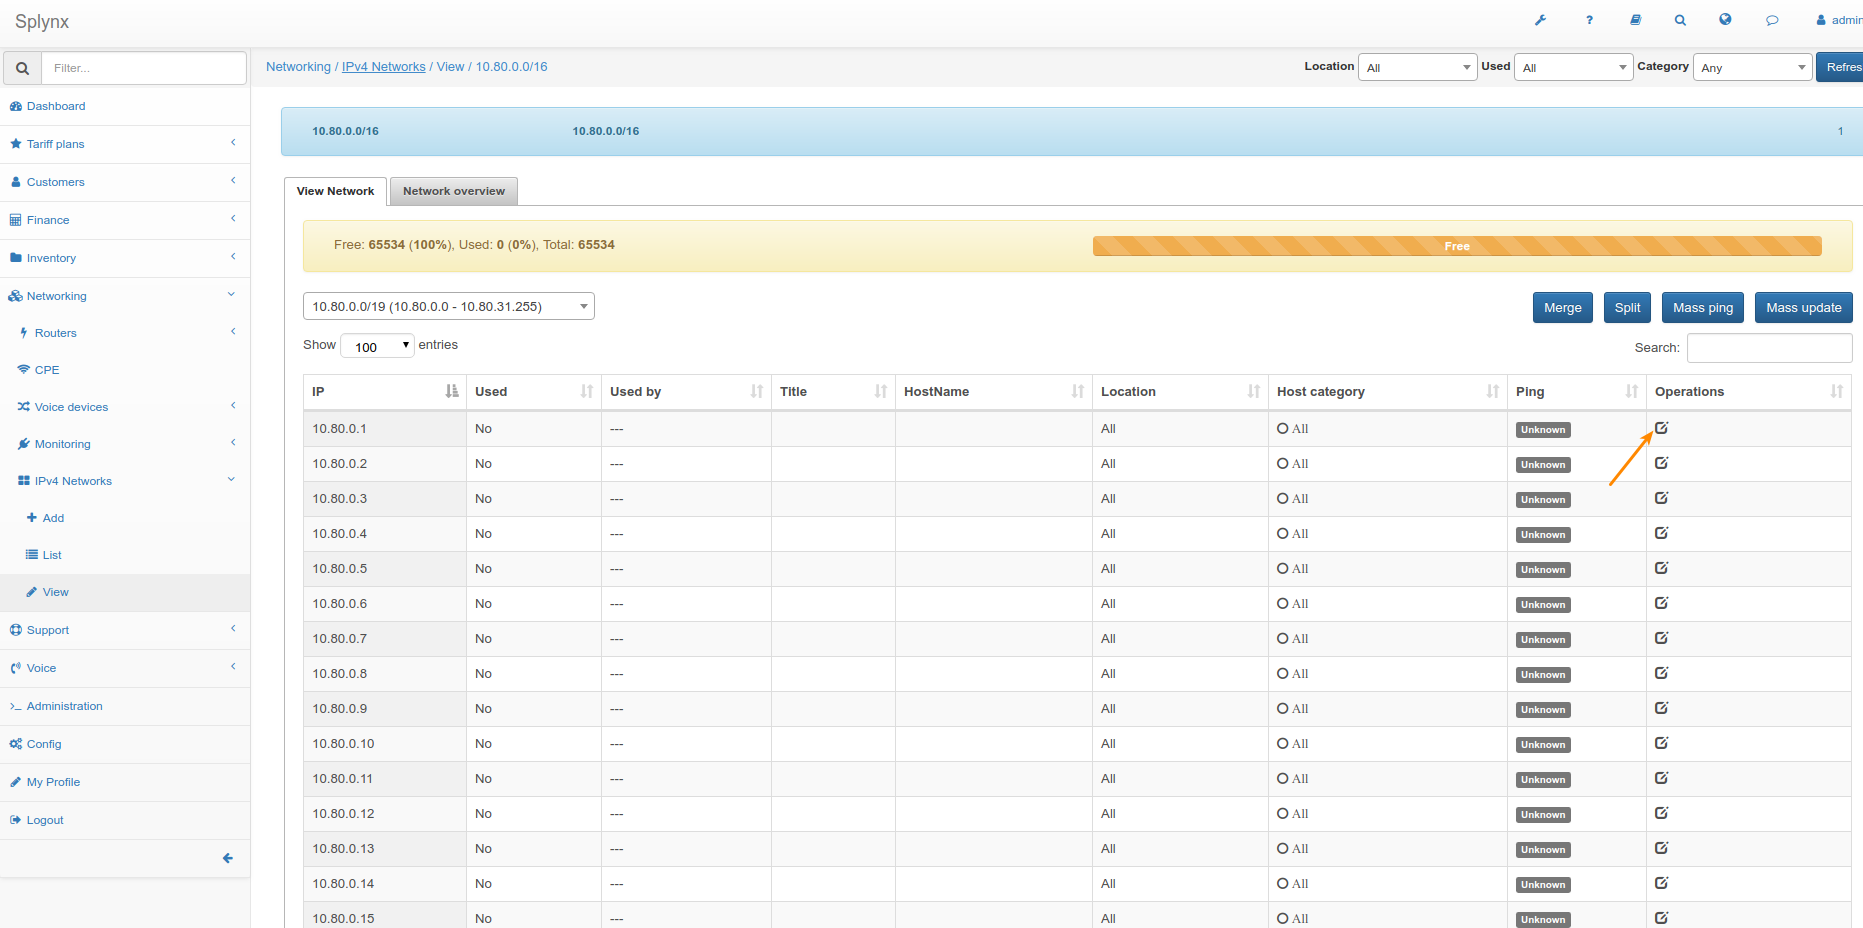 Splynx
admin
Filter...
Networking / IPv4 Networks / View / 10.80.0.0/16
Location All Used All Category Any Refres
Dashboard
Tariff plans
Customers
Finance
Inventory
Networking
Routers
CPE
Voice devices
Monitoring
IPv4 Networks
Add
List
View
Support
Voice
Administration
Config
My Profile
Logout
10.80.0.0/16 10.80.0.0/16 1
View Network Network overview
Free: 65534 (100%), Used: 0 (0%), Total: 65534 Free
10.80.0.0/19 (10.80.0.0 - 10.80.31.255) Merge Split Mass ping Mass update
Show 100 entries Search:
IP Used Used by Title HostName Location Host category Ping Operations
10.80.0.1 No --- All All Unknown
10.80.0.2 No --- All All Unknown
10.80.0.3 No --- All All Unknown
10.80.0.4 No --- All All Unknown
10.80.0.5 No --- All All Unknown
10.80.0.6 No --- All All Unknown
10.80.0.7 No --- All All Unknown
10.80.0.8 No --- All All Unknown
10.80.0.9 No --- All All Unknown
10.80.0.10 No --- All All Unknown
10.80.0.11 No --- All All Unknown
10.80.0.12 No --- All All Unknown
10.80.0.13 No --- All All Unknown
10.80.0.14 No --- All All Unknown
10.80.0.15 No --- All All Unknown